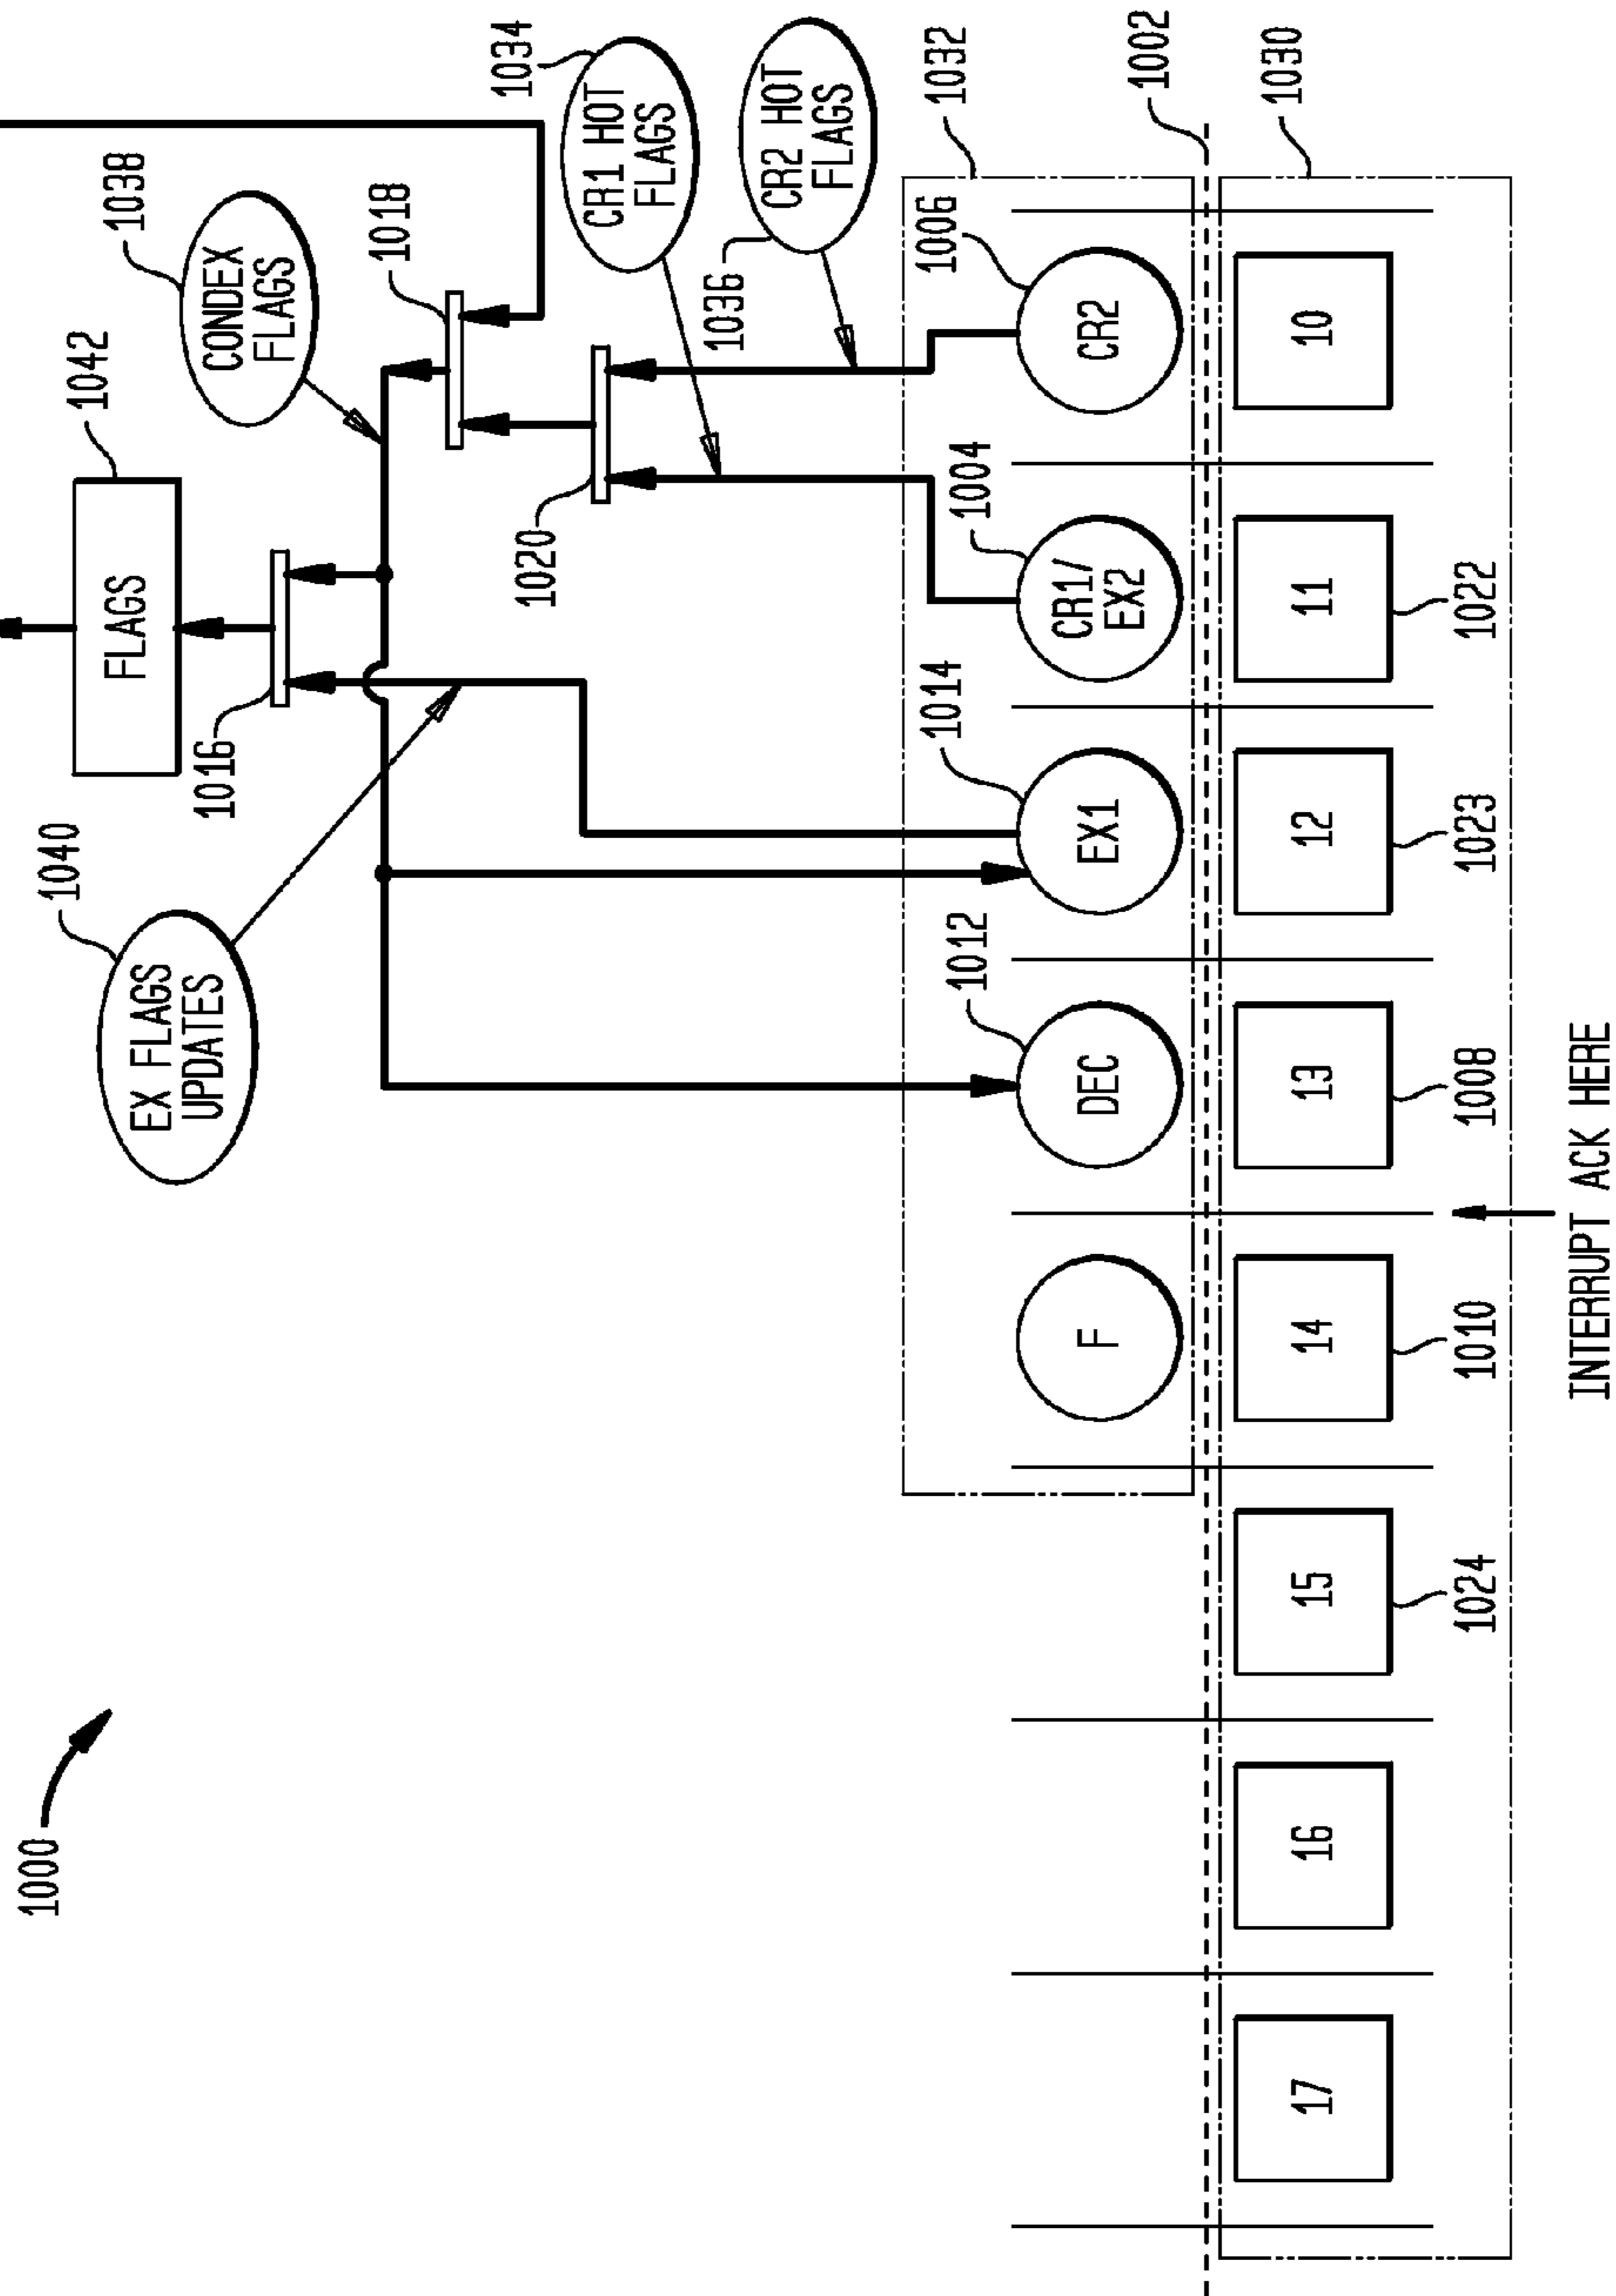 1000
1040
EX FLAGS
UPDATES
1042
FLAGS
1016
1038
CONDEX
FLAGS
1018
1034
CR1 HOT
FLAGS
1020
1036
CR2 HOT
FLAGS
1032
1012
1014
1004
1006
F
DEC
EX1
CR1/
EX2
CR2
1002
1030
17
16
15
14
13
12
11
10
1024
1010
1008
1023
1022
INTERRUPT ACK HERE